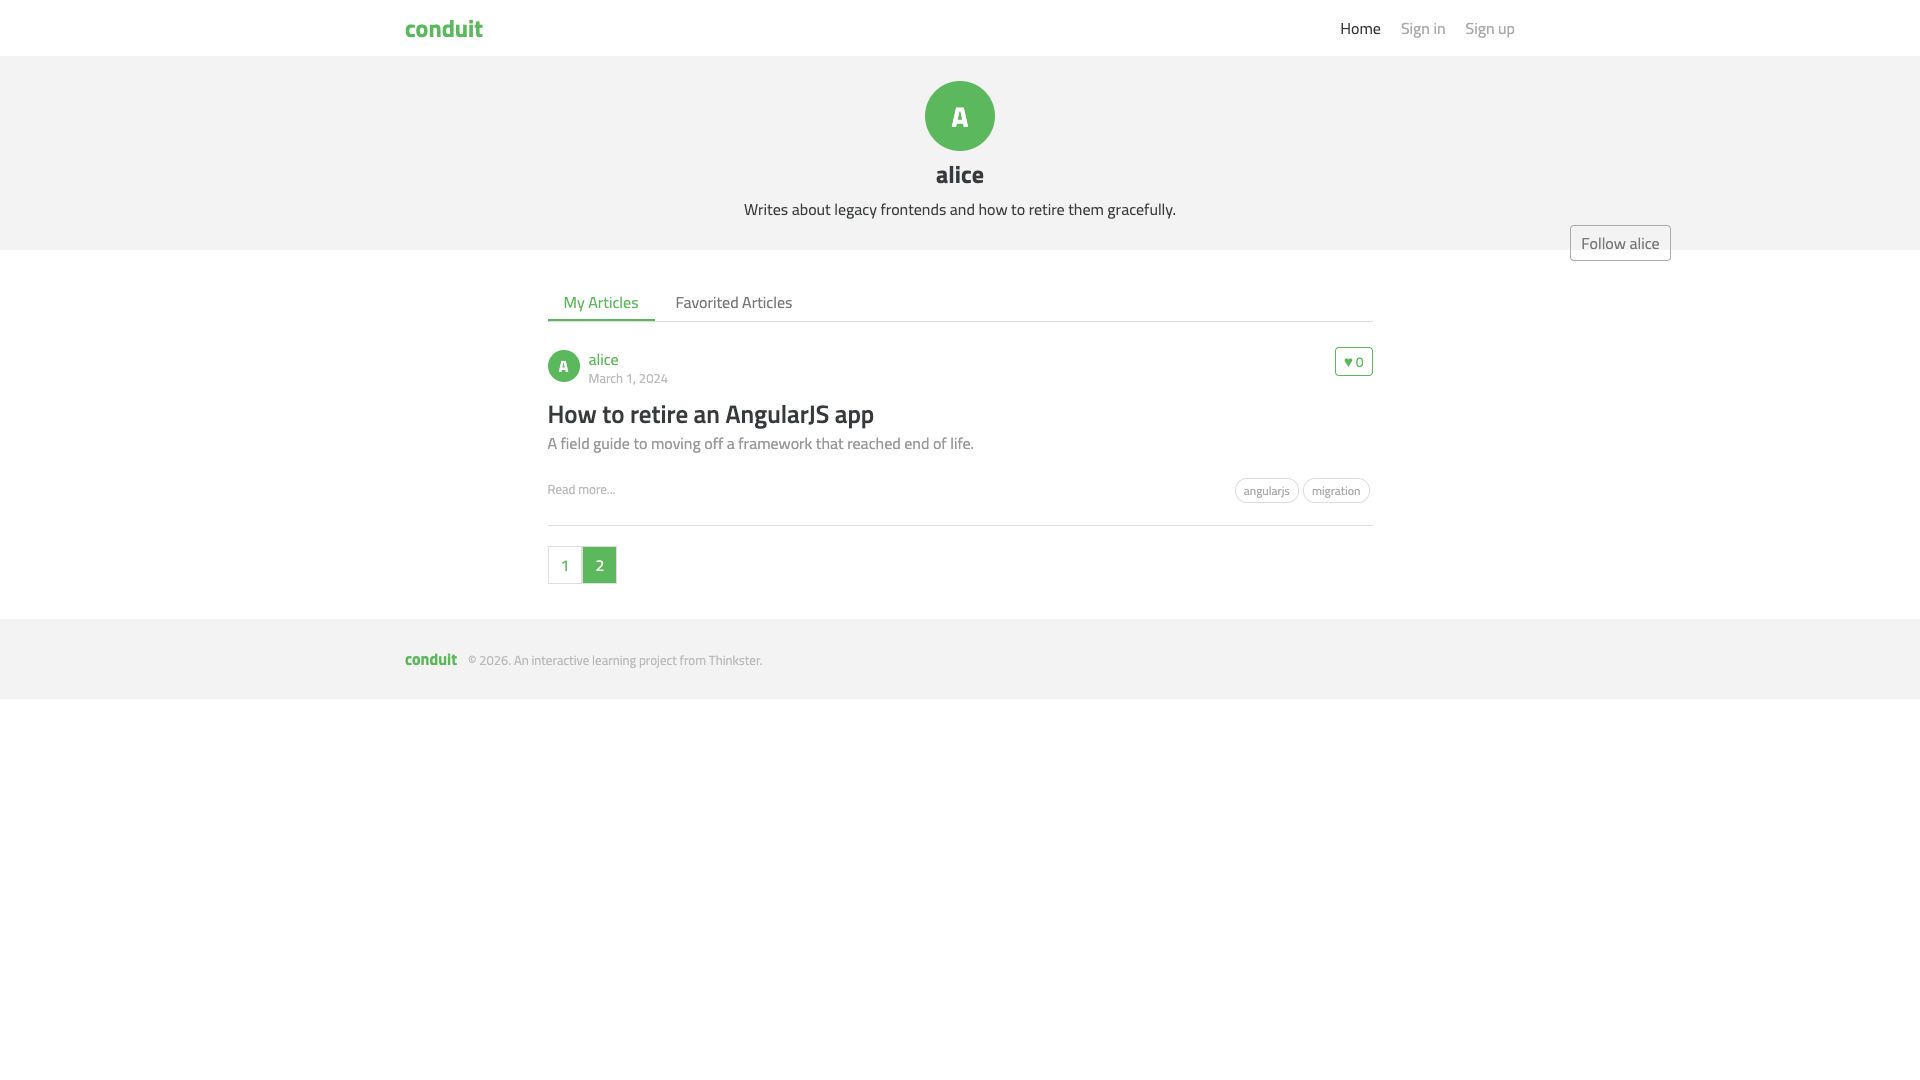 conduit
Home Sign in Sign up
A
alice
Writes about legacy frontends and how to retire them gracefully.
Follow alice
My Articles Favorited Articles
A
alice
♥ 0
March 1, 2024
How to retire an AngularJS app
A field guide to moving off a framework that reached end of life.
Read more...
angularjs migration
1 2
conduit © 2026. An interactive learning project from Thinkster.